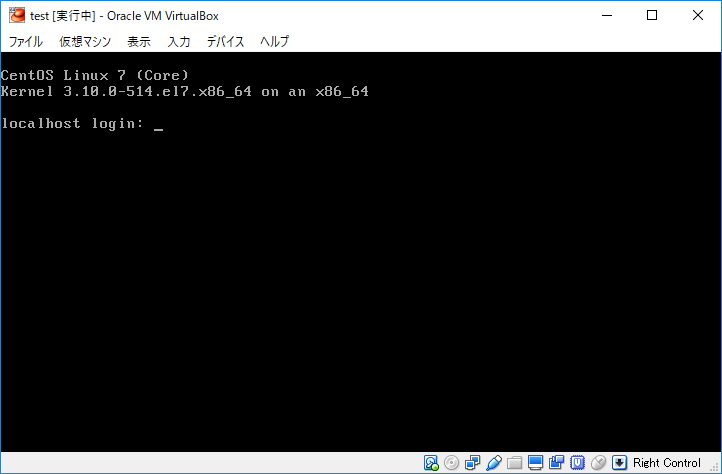 test [実行中] - Oracle VM VirtualBox
ファイル 仮想マシン 表示 入力 デバイス ヘルプ
CentOS Linux 7 (Core)
Kernel 3.10.0-514.el7.x86_64 on an x86_64
localhost login: _
Right Control